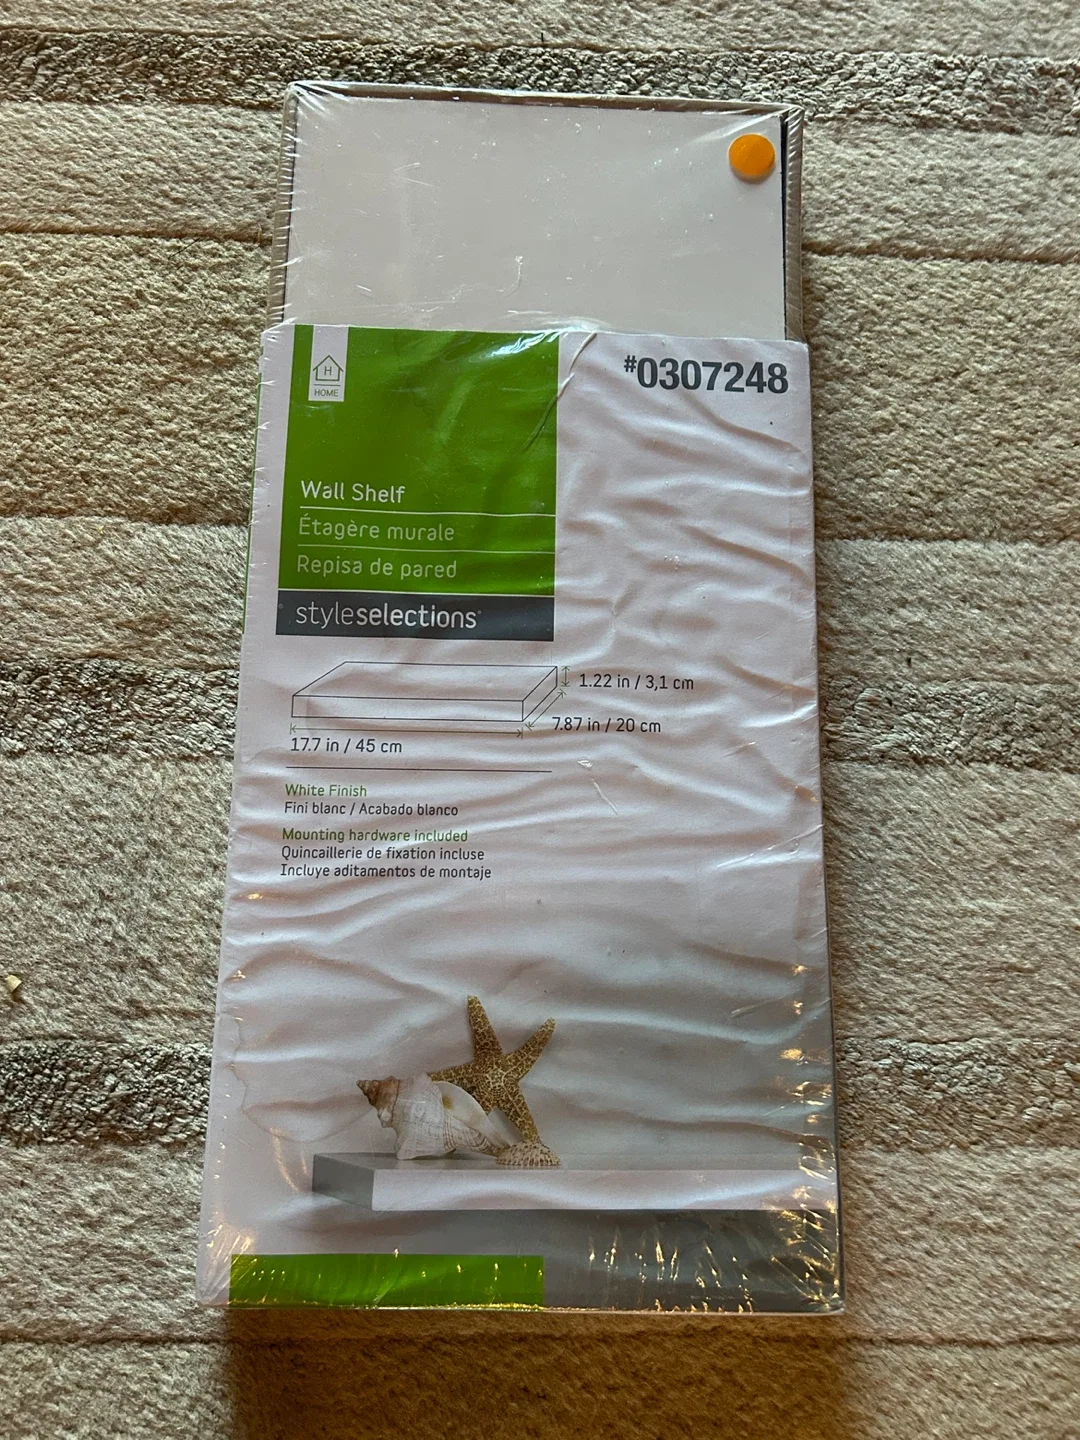 #0307248
H
HOME
Wall Shelf
Étagère murale
Repisa de pared
styleselections®
1.22 in / 3,1 cm
7.87 in / 20 cm
17.7 in / 45 cm
White Finish
Fini blanc / Acabado blanco
Mounting hardware included
Quincaillerie de fixation incluse
Incluye aditamentos de montaje